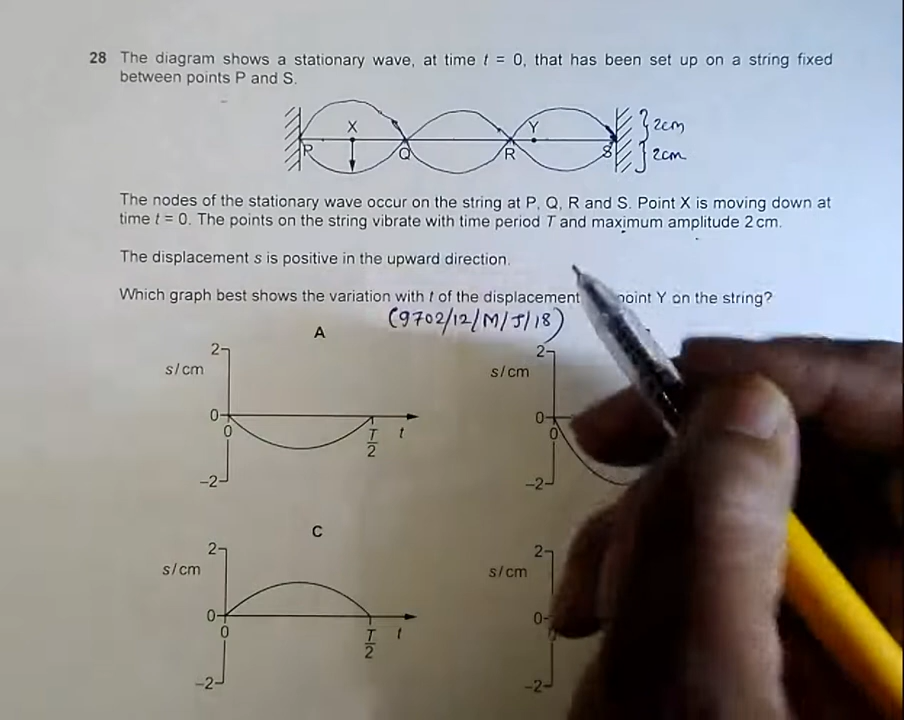 28 The diagram shows a stationary wave, at time t = 0, that has been set up on a string fixed
between points P and S.
X Y
P Q R S
2cm
2cm
The nodes of the stationary wave occur on the string at P, Q, R and S. Point X is moving down at
time t = 0. The points on the string vibrate with time period T and maximum amplitude 2 cm.
The displacement s is positive in the upward direction.
Which graph best shows the variation with t of the displacement point Y on the string?
(9702/12/M/J/18)
A
2
s/cm
0
0
T/2
t
–2
2
s/cm
0
0
–2
C
2
s/cm
0
0
T/2
t
–2
2
s/cm
0
–2